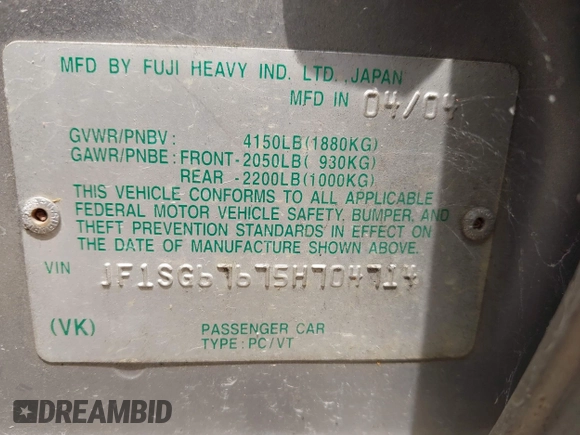 MFD BY FUJI HEAVY IND. LTD., JAPAN
MFD IN 04/04
GVWR/PNBV: 4150LB(1880KG)
GAWR/PNBE: FRONT-2050LB( 930KG)
REAR -2200LB(1000KG)
THIS VEHICLE CONFORMS TO ALL APPLICABLE
FEDERAL MOTOR VEHICLE SAFETY, BUMPER, AND
THEFT PREVENTION STANDARDS IN EFFECT ON
THE DATE OF MANUFACTURE SHOWN ABOVE.
VIN JF1SG67675H704714
(VK) PASSENGER CAR
TYPE: PC/VT
DREAMBID